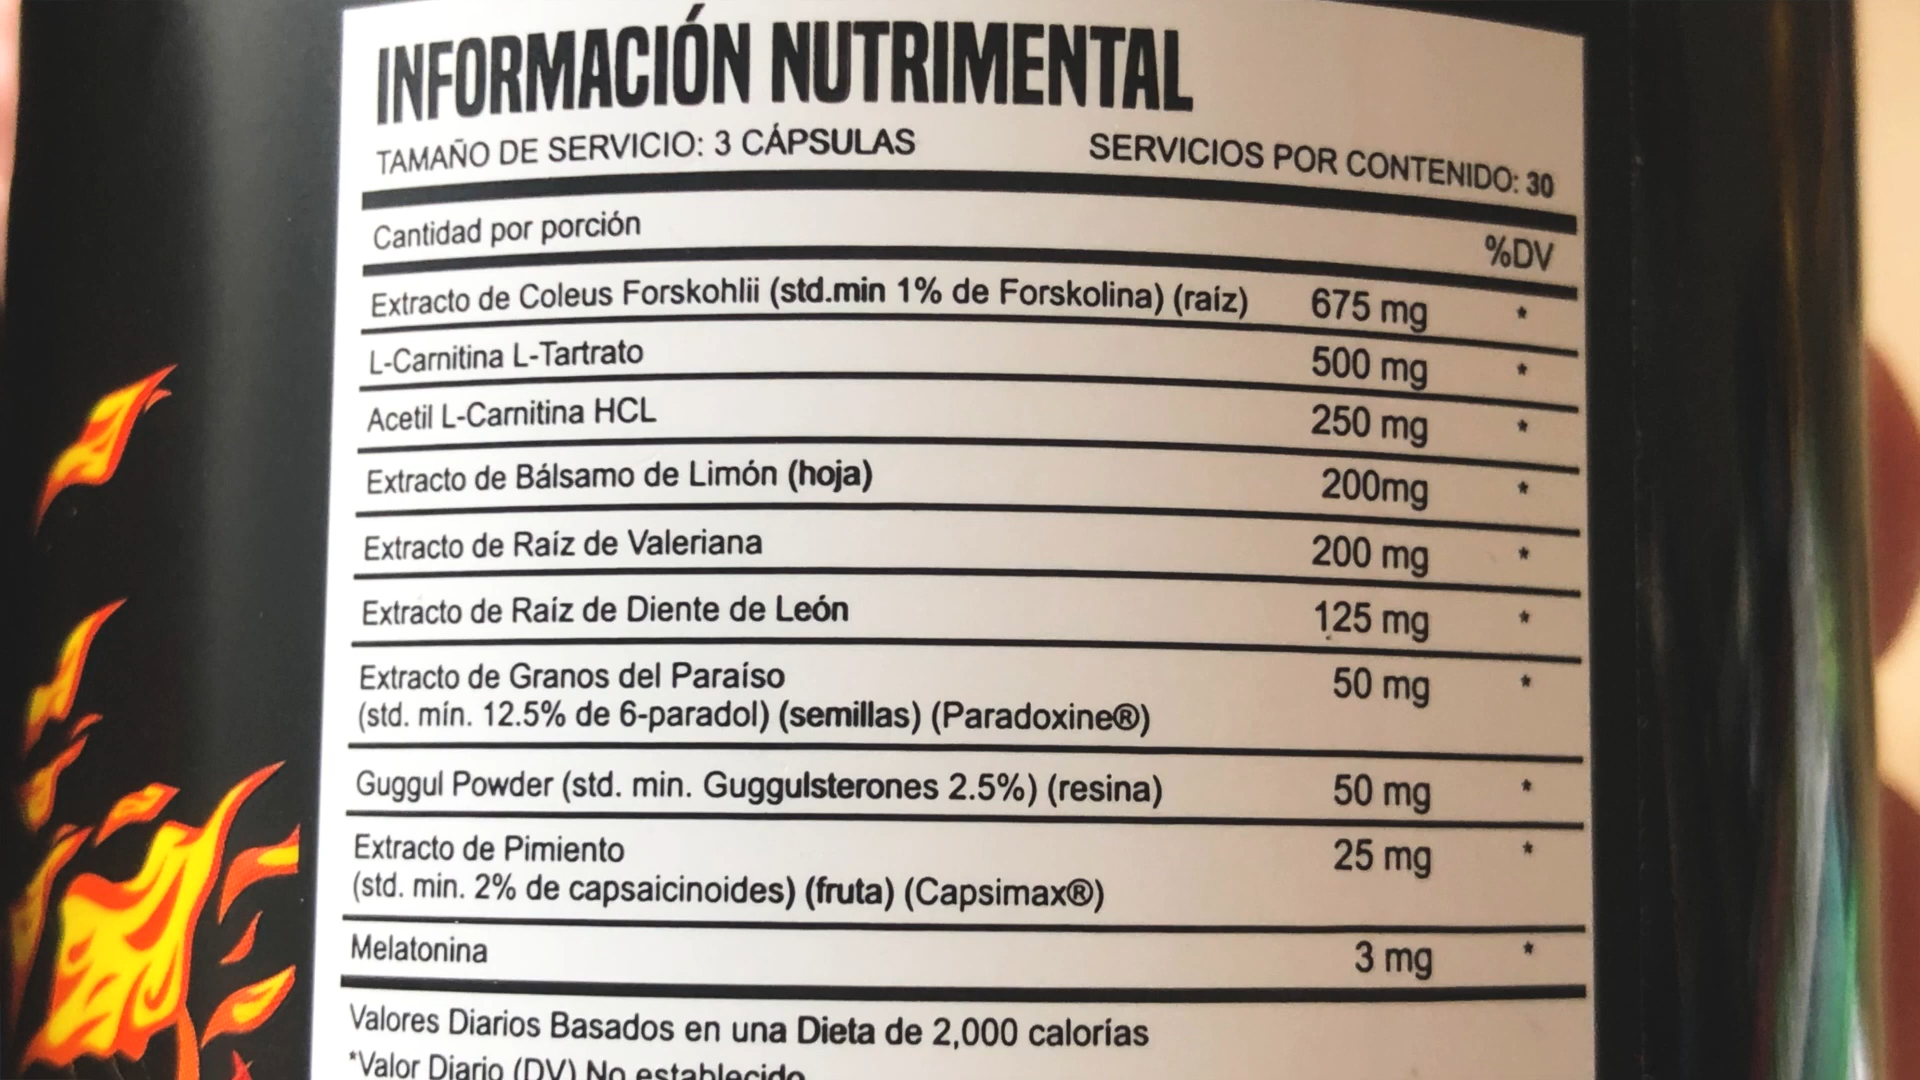 INFORMACIÓN NUTRIMENTAL
TAMAÑO DE SERVICIO: 3 CÁPSULAS SERVICIOS POR CONTENIDO: 30
Cantidad por porción %DV
Extracto de Coleus Forskohlii (std.min 1% de Forskolina) (raíz) 675 mg *
L-Carnitina L-Tartrato 500 mg *
Acetil L-Carnitina HCL 250 mg *
Extracto de Bálsamo de Limón (hoja) 200mg *
Extracto de Raíz de Valeriana 200 mg *
Extracto de Raíz de Diente de León 125 mg *
Extracto de Granos del Paraíso 50 mg *
(std. mín. 12.5% de 6-paradol) (semillas) (Paradoxine®)
Guggul Powder (std. min. Guggulsterones 2.5%) (resina) 50 mg *
Extracto de Pimiento 25 mg *
(std. min. 2% de capsaicinoides) (fruta) (Capsimax®)
Melatonina 3 mg *
Valores Diarios Basados en una Dieta de 2,000 calorías
*Valor Diario (DV) No establecido